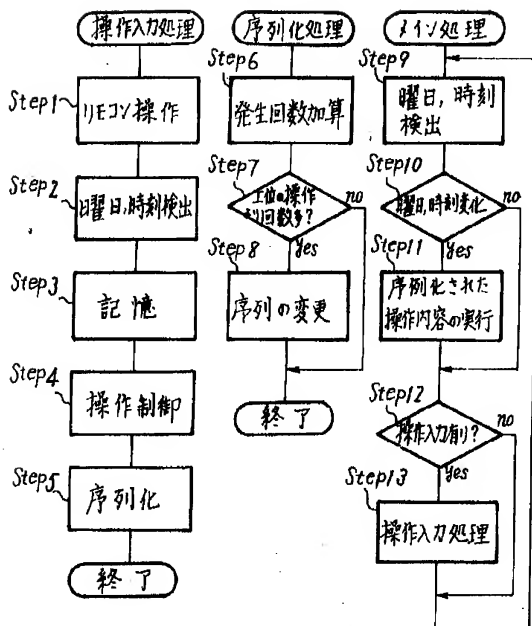 操作入力処理
Step1
リモコン操作
Step2
曜日,時刻検出
Step3
記憶
Step4
操作制御
Step5
序列化
終了
序列化処理
Step6
発生回数加算
Step7
上位の操作
より回数多?
no
yes
Step8
序列の変更
終了
メイン処理
Step9
曜日,時刻
検出
Step10
曜日,時刻変化
no
yes
Step11
序例化された
操作内容の実行
Step12
操作入力有り?
no
yes
Step13
操作入力処理